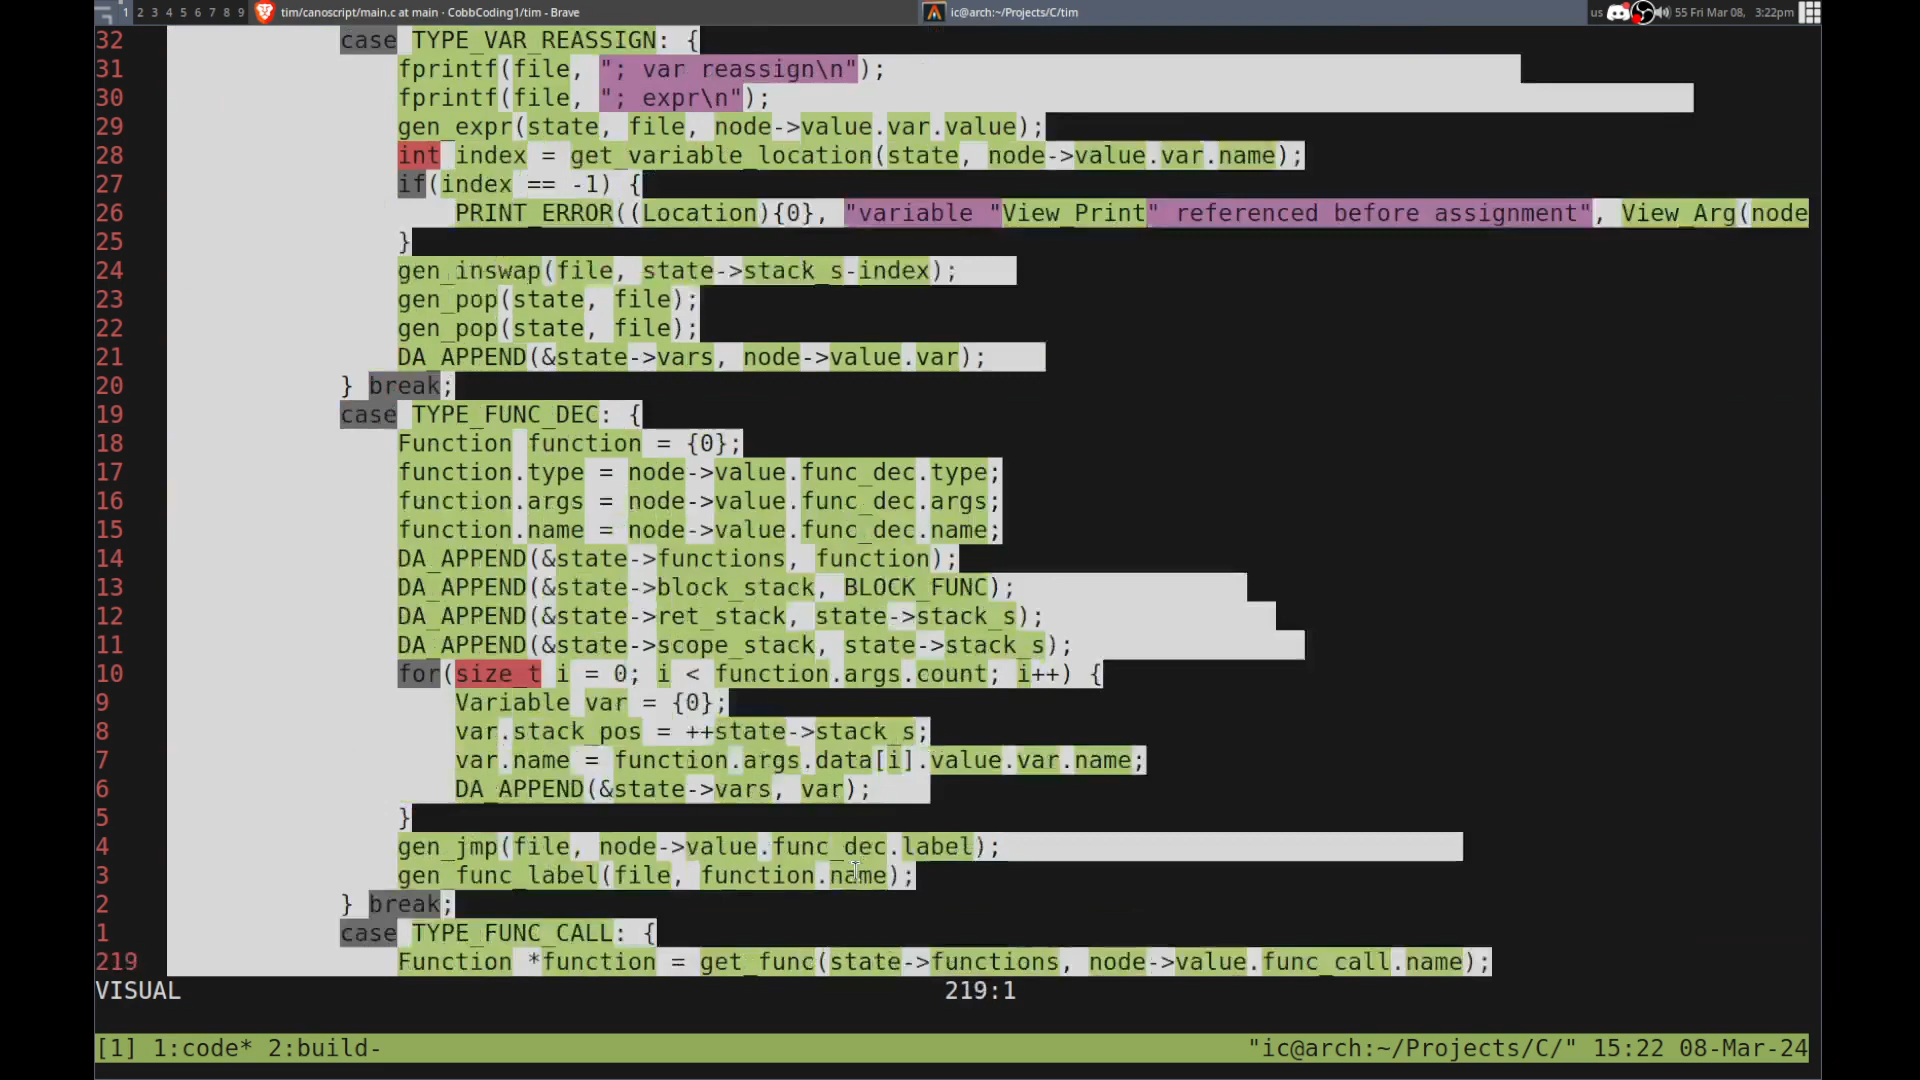 1 2 3 4 5 6 7 8 9 tim/canoscript/main.c at main - CobbCoding1/tim - Brave ic@arch:~/Projects/C/tim us 55 Fri Mar 08, 3:22pm
32 case TYPE_VAR_REASSIGN: {
31 fprintf(file, "; var reassign\n");
30 fprintf(file, "; expr\n");
29 gen_expr(state, file, node->value.var.value);
28 int index = get_variable_location(state, node->value.var.name);
27 if(index == -1) {
26 PRINT_ERROR((Location){0}, "variable "View_Print" referenced before assignment", View_Arg(node
25 }
24 gen_inswap(file, state->stack_s-index);
23 gen_pop(state, file);
22 gen_pop(state, file);
21 DA_APPEND(&state->vars, node->value.var);
20 } break;
19 case TYPE_FUNC_DEC: {
18 Function function = {0};
17 function.type = node->value.func_dec.type;
16 function.args = node->value.func_dec.args;
15 function.name = node->value.func_dec.name;
14 DA_APPEND(&state->functions, function);
13 DA_APPEND(&state->block_stack, BLOCK_FUNC);
12 DA_APPEND(&state->ret_stack, state->stack_s);
11 DA_APPEND(&state->scope_stack, state->stack_s);
10 for(size_t i = 0; i < function.args.count; i++) {
9 Variable var = {0};
8 var.stack_pos = ++state->stack_s;
7 var.name = function.args.data[i].value.var.name;
6 DA_APPEND(&state->vars, var);
5 }
4 gen_jmp(file, node->value.func_dec.label);
3 gen_func_label(file, function.name);
2 } break;
1 case TYPE_FUNC_CALL: {
219 Function *function = get_func(state->functions, node->value.func_call.name);
VISUAL 219:1
[1] 1:code* 2:build- "ic@arch:~/Projects/C/" 15:22 08-Mar-24